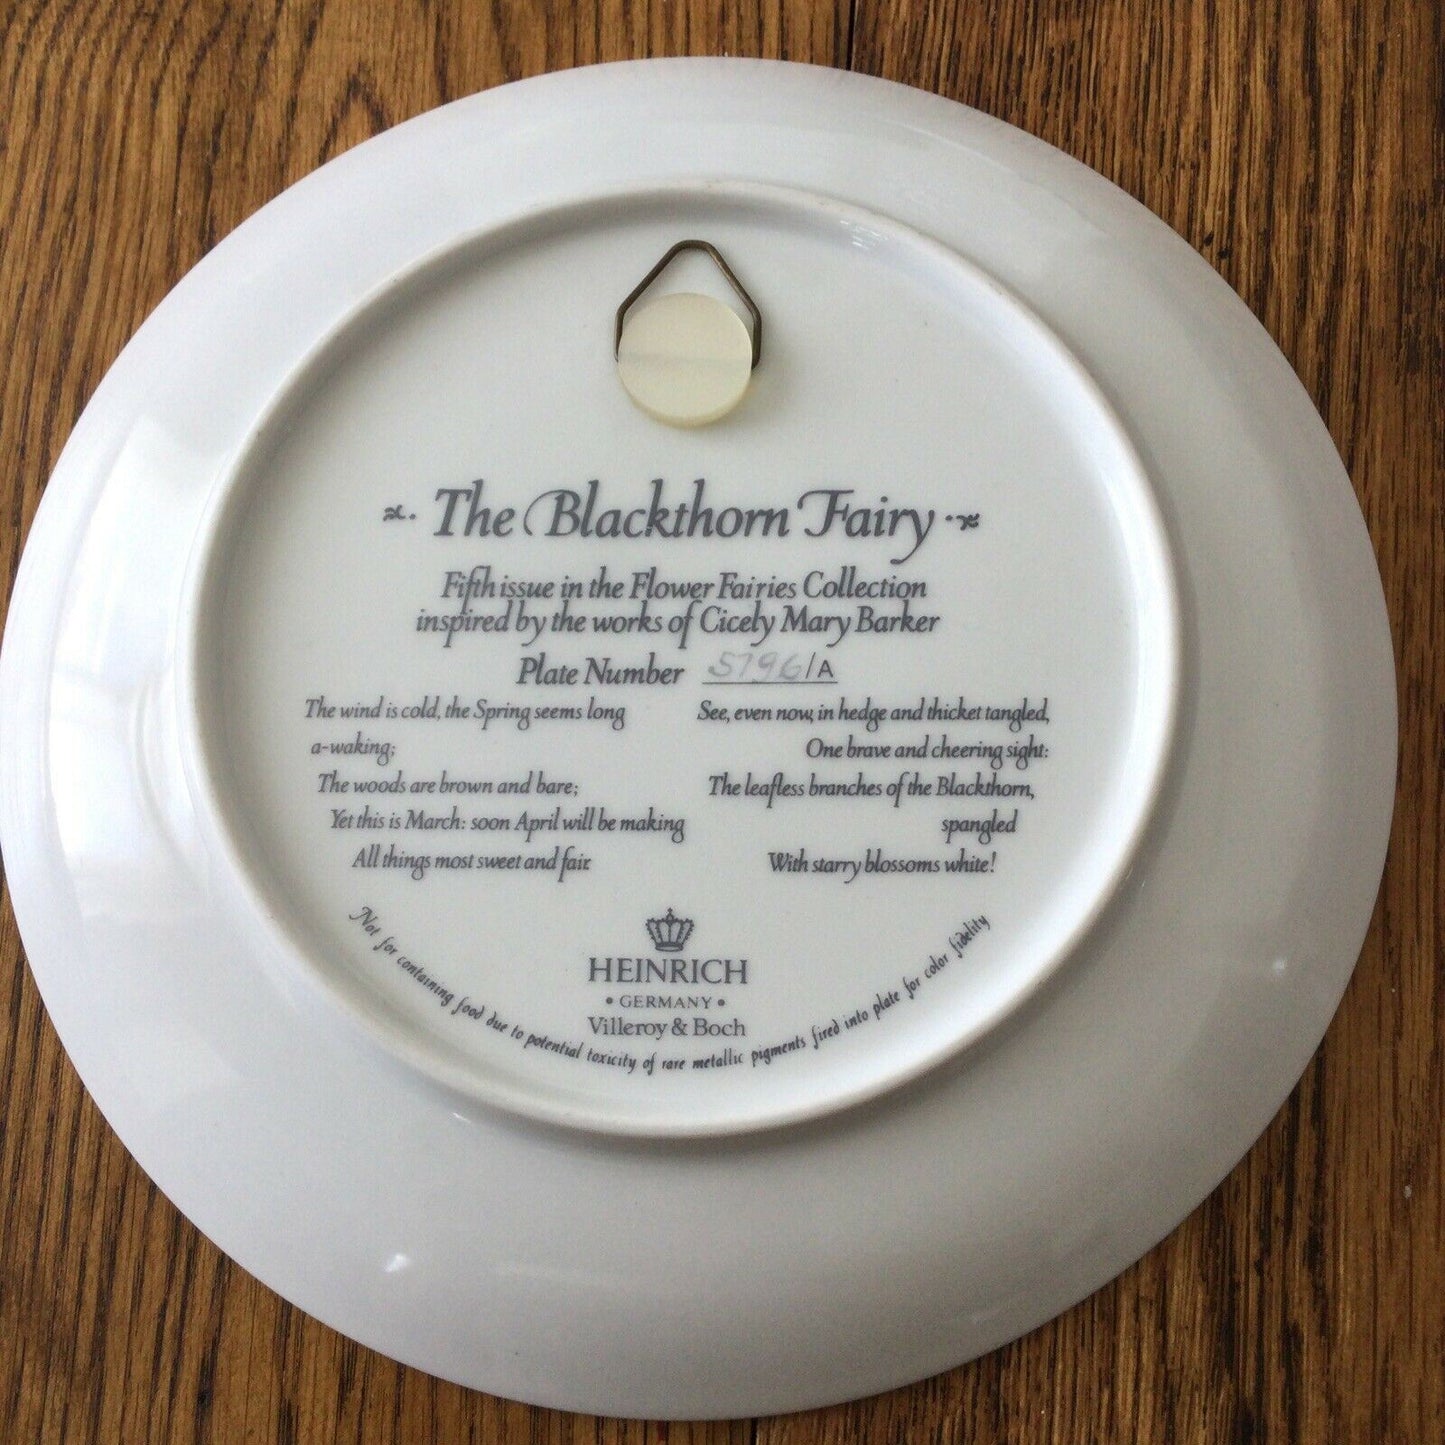 The Blackthorn Fairy
Fifth issue in the Flower Fairies Collection
inspired by the works of Cicely Mary Barker
Plate Number 5796/A
The wind is cold, the Spring seems long
a-waking;
The woods are brown and bare;
Yet this is March: soon April will be making
All things most sweet and fair.
See, even now, in hedge and thicket tangled,
One brave and cheering sight:
The leafless branches of the Blackthorn,
spangled
With starry blossoms white!
HEINRICH
• GERMANY •
Villeroy & Boch
Not for containing food due to potential toxicity of rare metallic pigments fired into plate for color fidelity